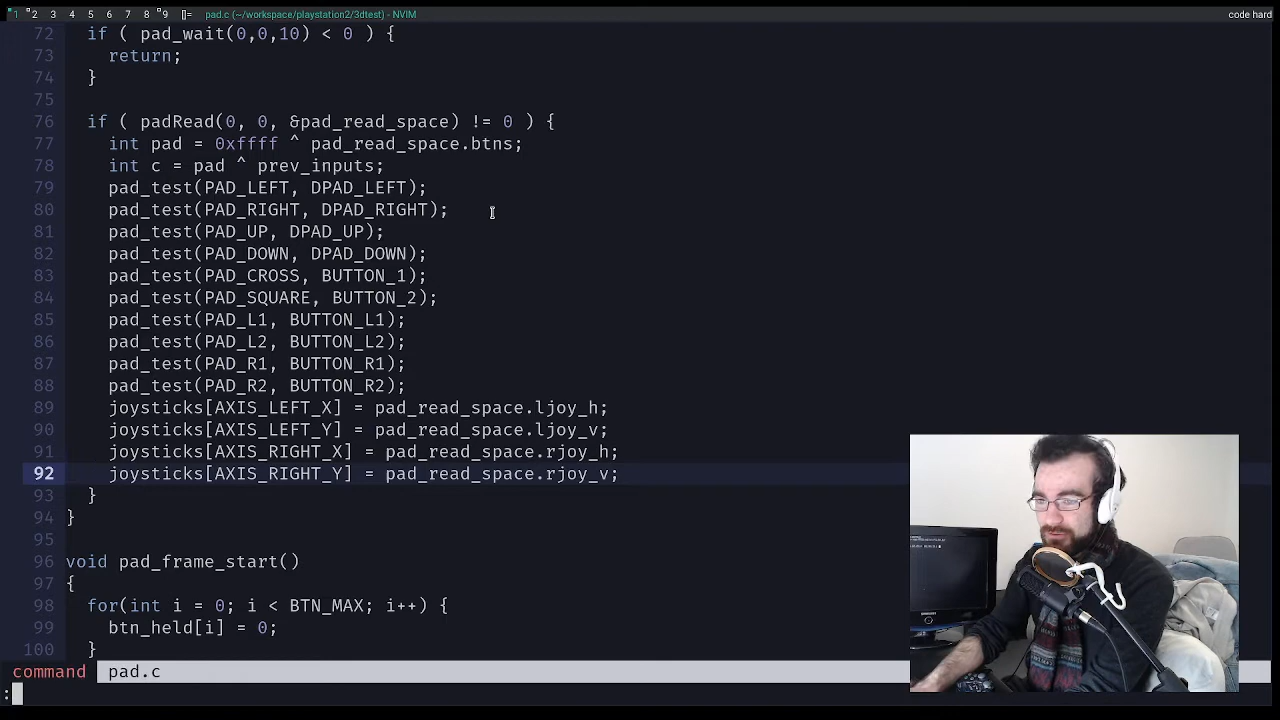 1 2 3 4 5 6 7 8 9 []= pad.c (~/workspace/playstation2/3dtest) - NVIM code hard
72 if ( pad_wait(0,0,10) < 0 ) {
73 return;
74 }
75
76 if ( padRead(0, 0, &pad_read_space) != 0 ) {
77 int pad = 0xffff ^ pad_read_space.btns;
78 int c = pad ^ prev_inputs;
79 pad_test(PAD_LEFT, DPAD_LEFT);
80 pad_test(PAD_RIGHT, DPAD_RIGHT);
81 pad_test(PAD_UP, DPAD_UP);
82 pad_test(PAD_DOWN, DPAD_DOWN);
83 pad_test(PAD_CROSS, BUTTON_1);
84 pad_test(PAD_SQUARE, BUTTON_2);
85 pad_test(PAD_L1, BUTTON_L1);
86 pad_test(PAD_L2, BUTTON_L2);
87 pad_test(PAD_R1, BUTTON_R1);
88 pad_test(PAD_R2, BUTTON_R2);
89 joysticks[AXIS_LEFT_X] = pad_read_space.ljoy_h;
90 joysticks[AXIS_LEFT_Y] = pad_read_space.ljoy_v;
91 joysticks[AXIS_RIGHT_X] = pad_read_space.rjoy_h;
92 joysticks[AXIS_RIGHT_Y] = pad_read_space.rjoy_v;
93 }
94 }
95
96 void pad_frame_start()
97 {
98 for(int i = 0; i < BTN_MAX; i++) {
99 btn_held[i] = 0;
100 }
command pad.c
: